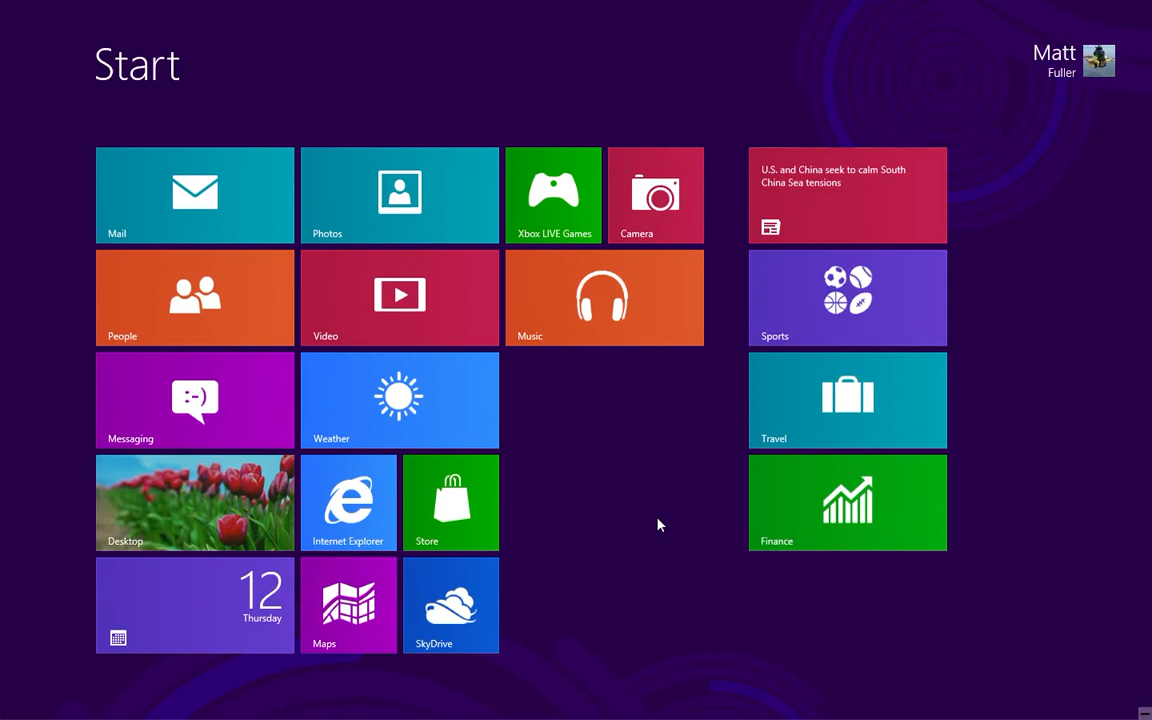 Start
Matt
Fuller
Mail
Photos
Xbox LIVE Games
Camera
U.S. and China seek to calm South
China Sea tensions
People
Video
Music
Sports
Messaging
:-)
Weather
Travel
Desktop
Internet Explorer
Store
Finance
12
Thursday
Maps
SkyDrive